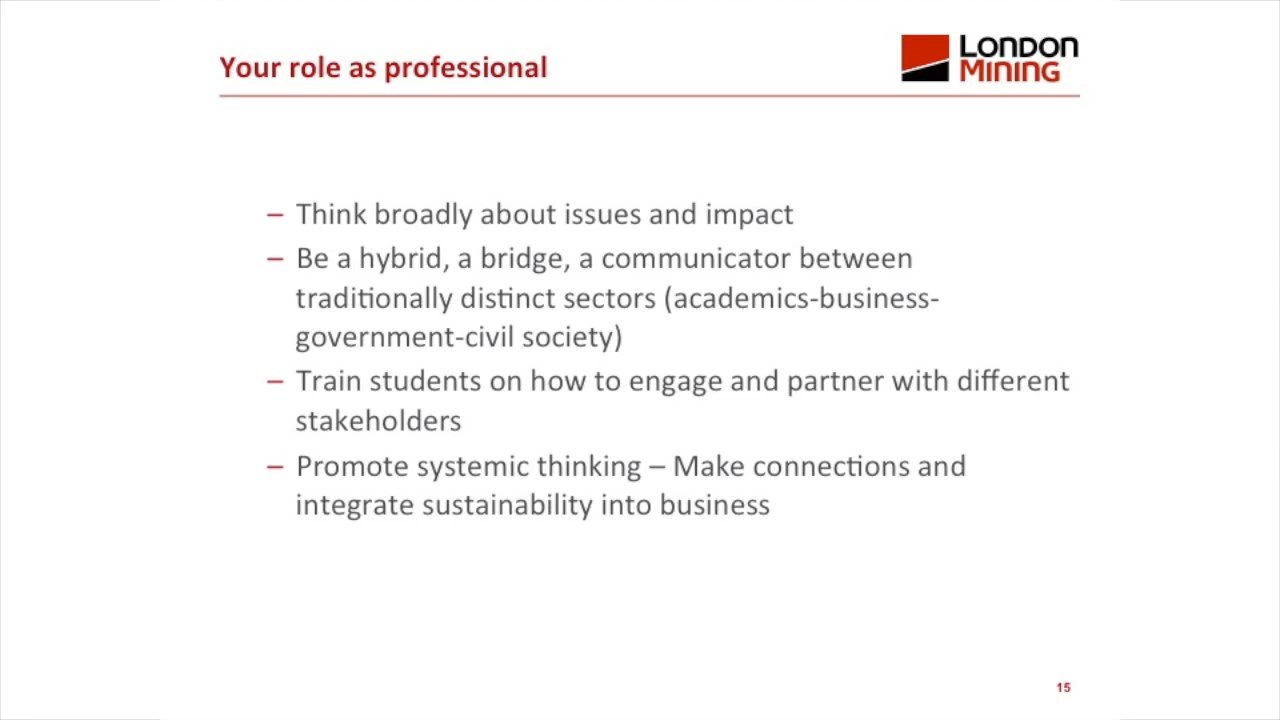 Your role as professional
LONDON
MINING
– Think broadly about issues and impact
– Be a hybrid, a bridge, a communicator between
traditionally distinct sectors (academics-business-
government-civil society)
– Train students on how to engage and partner with different
stakeholders
– Promote systemic thinking – Make connections and
integrate sustainability into business
15